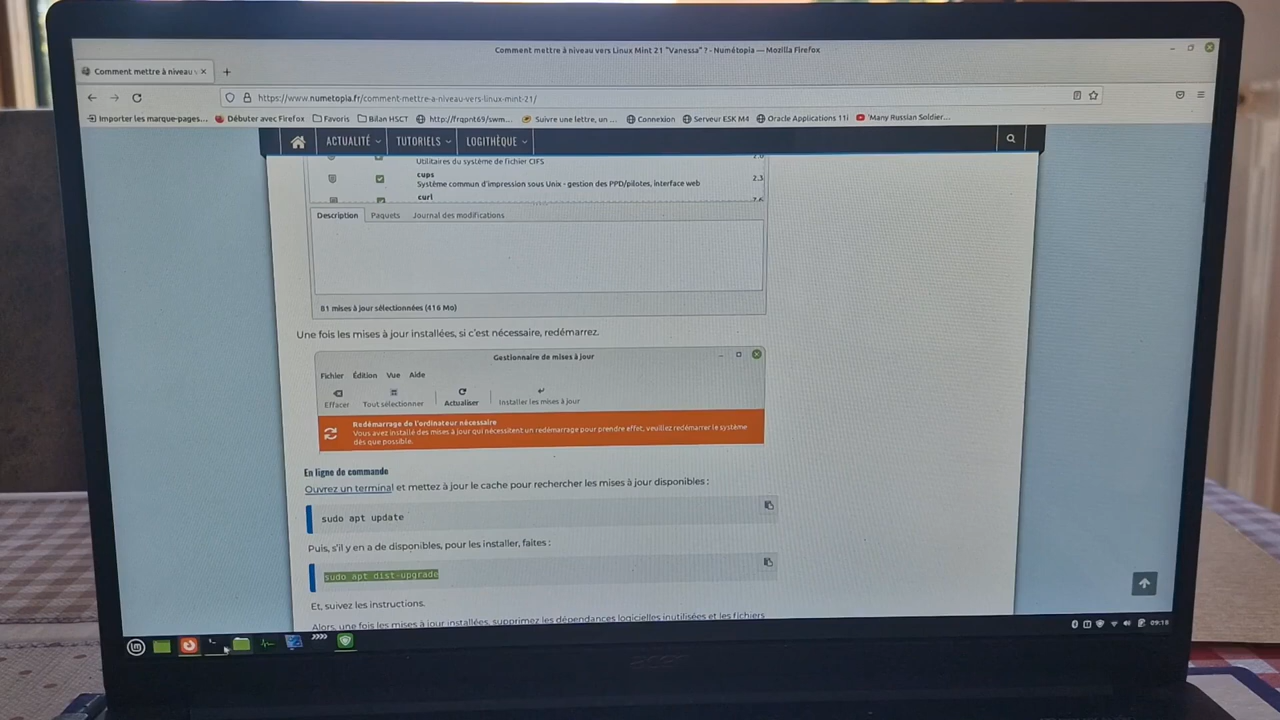 Comment mettre à niveau vers Linux Mint 21 "Vanessa" ? - Numétopia — Mozilla Firefox
Comment mettre à niveau v
https://www.numetopia.fr/comment-mettre-a-niveau-vers-linux-mint-21/
Importer les marque-pages... Débuter avec Firefox Favoris Bilan HSCT http://frqpnt69/swm... Suivre une lettre, un ... Connexion Serveur ESK M4 Oracle Applications 11i 'Many Russian Soldier...
ACTUALITÉ TUTORIELS LOGITHÈQUE
Utilitaires du système de fichier CIFS
cups
Système commun d'impression sous Unix - gestion des PPD/pilotes, interface web 2.3
curl
Description Paquets Journal des modifications
81 mises à jour sélectionnées (416 Mo)
Une fois les mises à jour installées, si c'est nécessaire, redémarrez.
Gestionnaire de mises à jour
Fichier Édition Vue Aide
Effacer Tout sélectionner Actualiser Installer les mises à jour
Redémarrage de l'ordinateur nécessaire
Vous avez installé des mises à jour qui nécessitent un redémarrage pour prendre effet, veuillez redémarrer le système
dès que possible.
En ligne de commande
Ouvrez un terminal et mettez à jour le cache pour rechercher les mises à jour disponibles :
sudo apt update
Puis, s'il y en a de disponibles, pour les installer, faites :
sudo apt dist-upgrade
Et, suivez les instructions.
Alors, une fois les mises à jour installées, supprimez les dépendances logicielles inutilisées et les fichiers
09:18
acer